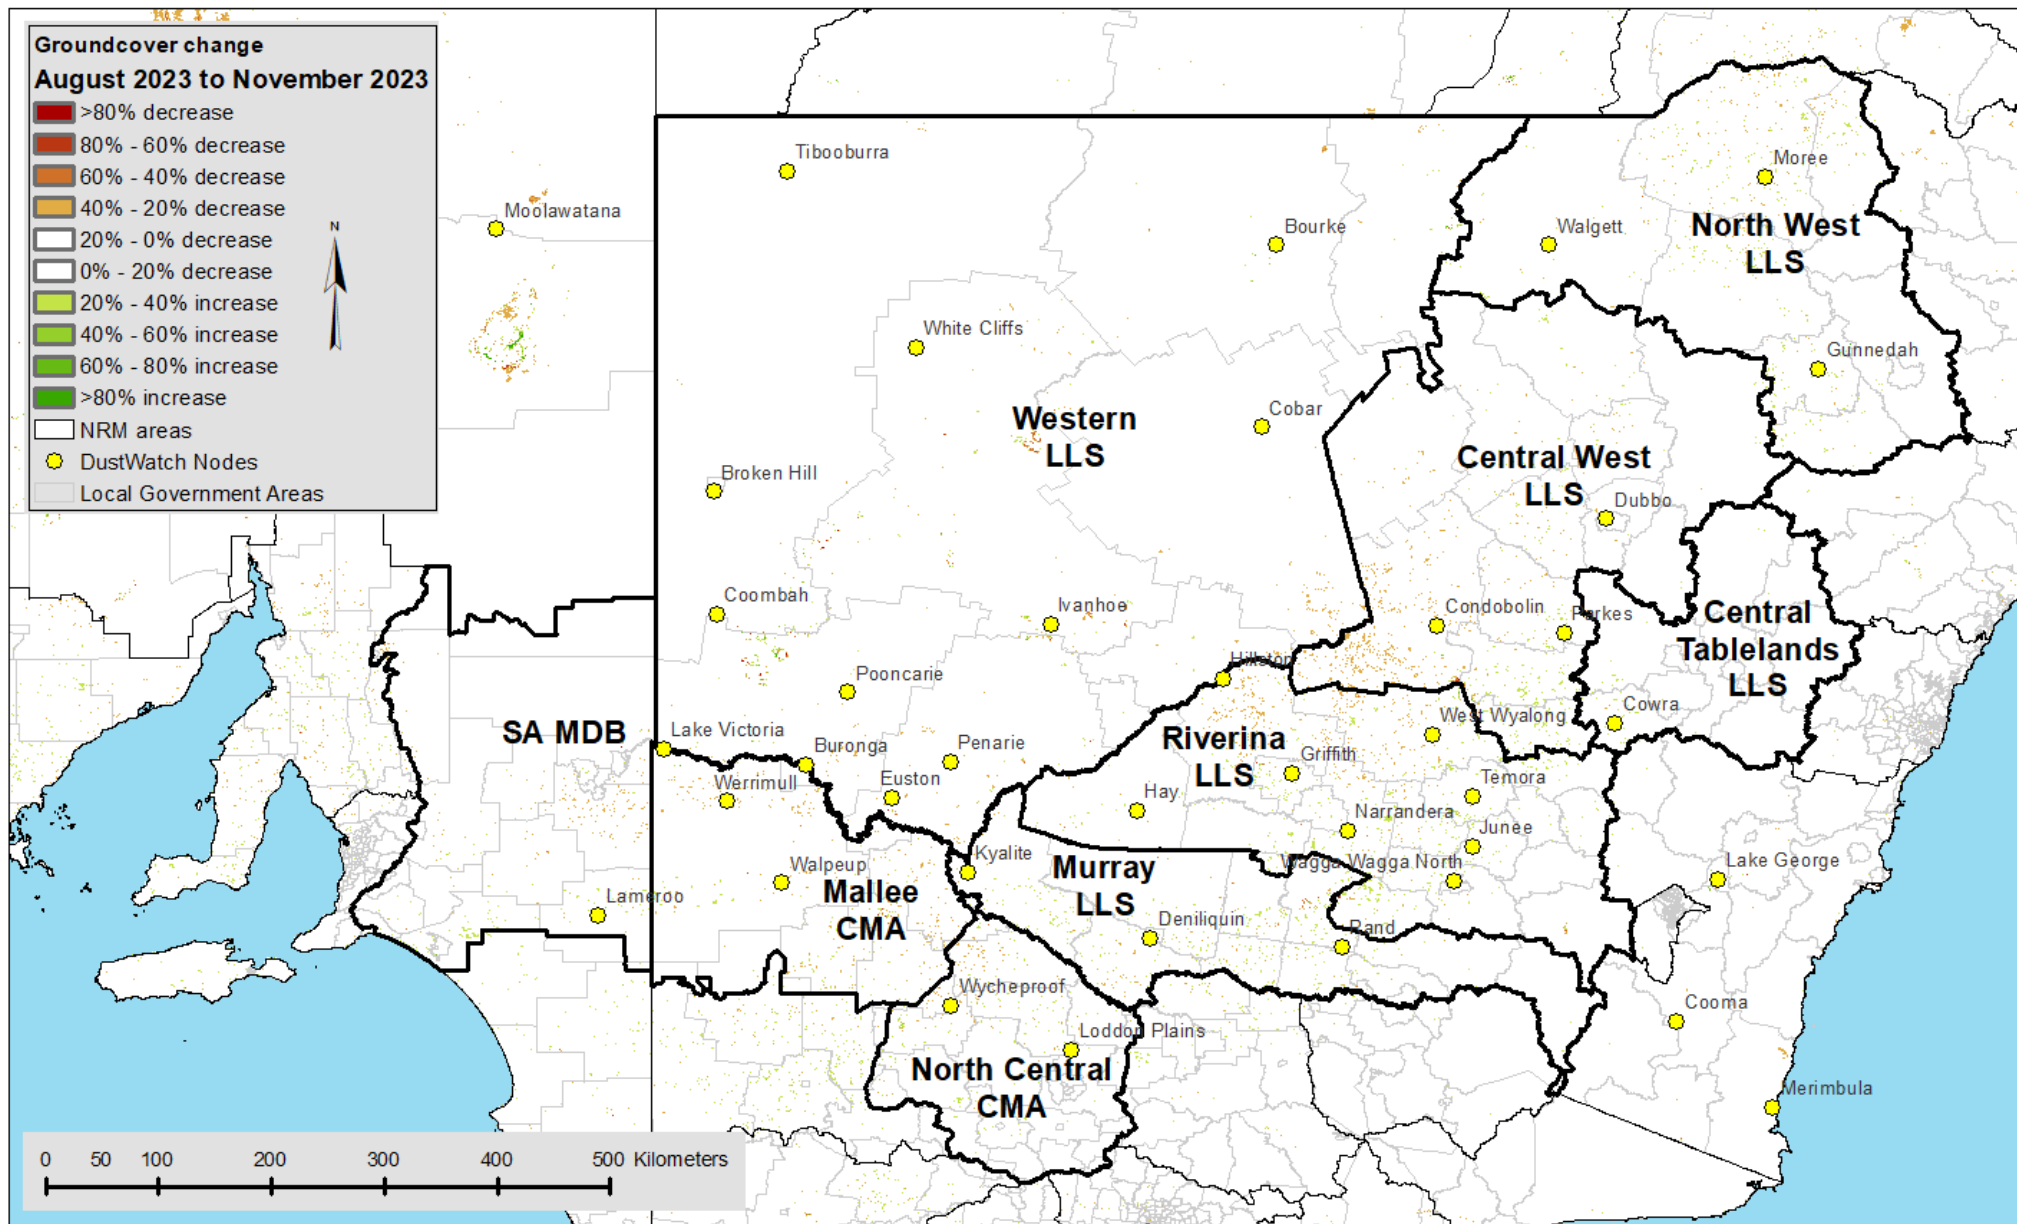 Groundcover change
August 2023 to November 2023
>80% decrease
80% - 60% decrease
60% - 40% decrease
40% - 20% decrease
20% - 0% decrease
0% - 20% decrease
20% - 40% increase
40% - 60% increase
60% - 80% increase
>80% increase
NRM areas
DustWatch Nodes
Local Government Areas
N
Tibooburra
Moree
Moolawatana
Bourke
Walgett
North West
LLS
White Cliffs
Gunnedah
Western
LLS
Cobar
Central West
LLS
Broken Hill
Dubbo
Coombah
Ivanhoe
Condobolin
Parkes
Central
Tablelands
LLS
Hillston
Pooncarie
Cowra
SA MDB
Lake Victoria
Buronga
Penarie
Riverina
LLS
West Wyalong
Griffith
Werrimull
Euston
Hay
Temora
Narrandera
Junee
Kyalite
Walpeup
Murray
LLS
Wagga Wagga North
Lake George
Lameroo
Mallee
CMA
Deniliquin
Rand
Wycheproof
Cooma
Loddon Plains
North Central
CMA
Merimbula
0 50 100 200 300 400 500 Kilometers